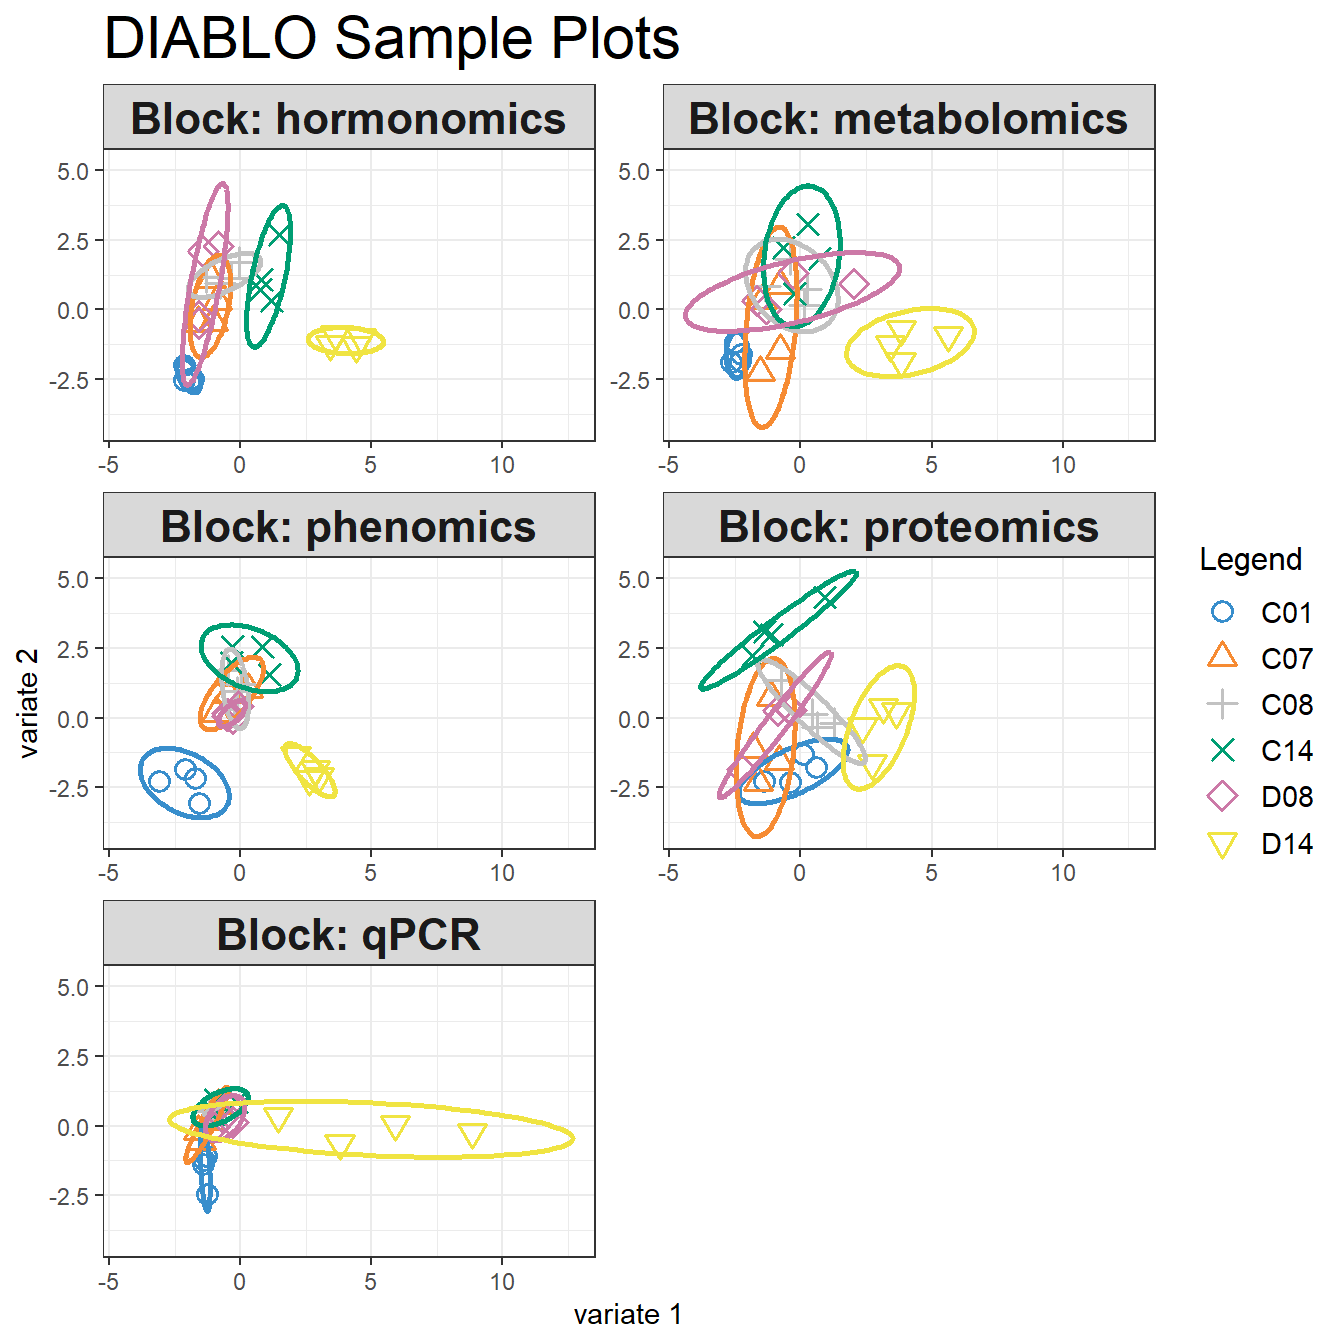 DIABLO Sample Plots
Block: hormonomics
Block: metabolomics
5.0
2.5
0.0
-2.5
-5 0 5 10
5.0
2.5
0.0
-2.5
-5 0 5 10
Block: phenomics
Block: proteomics
5.0
2.5
0.0
-2.5
-5 0 5 10
5.0
2.5
0.0
-2.5
-5 0 5 10
Block: qPCR
5.0
2.5
0.0
-2.5
-5 0 5 10
variate 2
variate 1
Legend
C01
C07
C08
C14
D08
D14